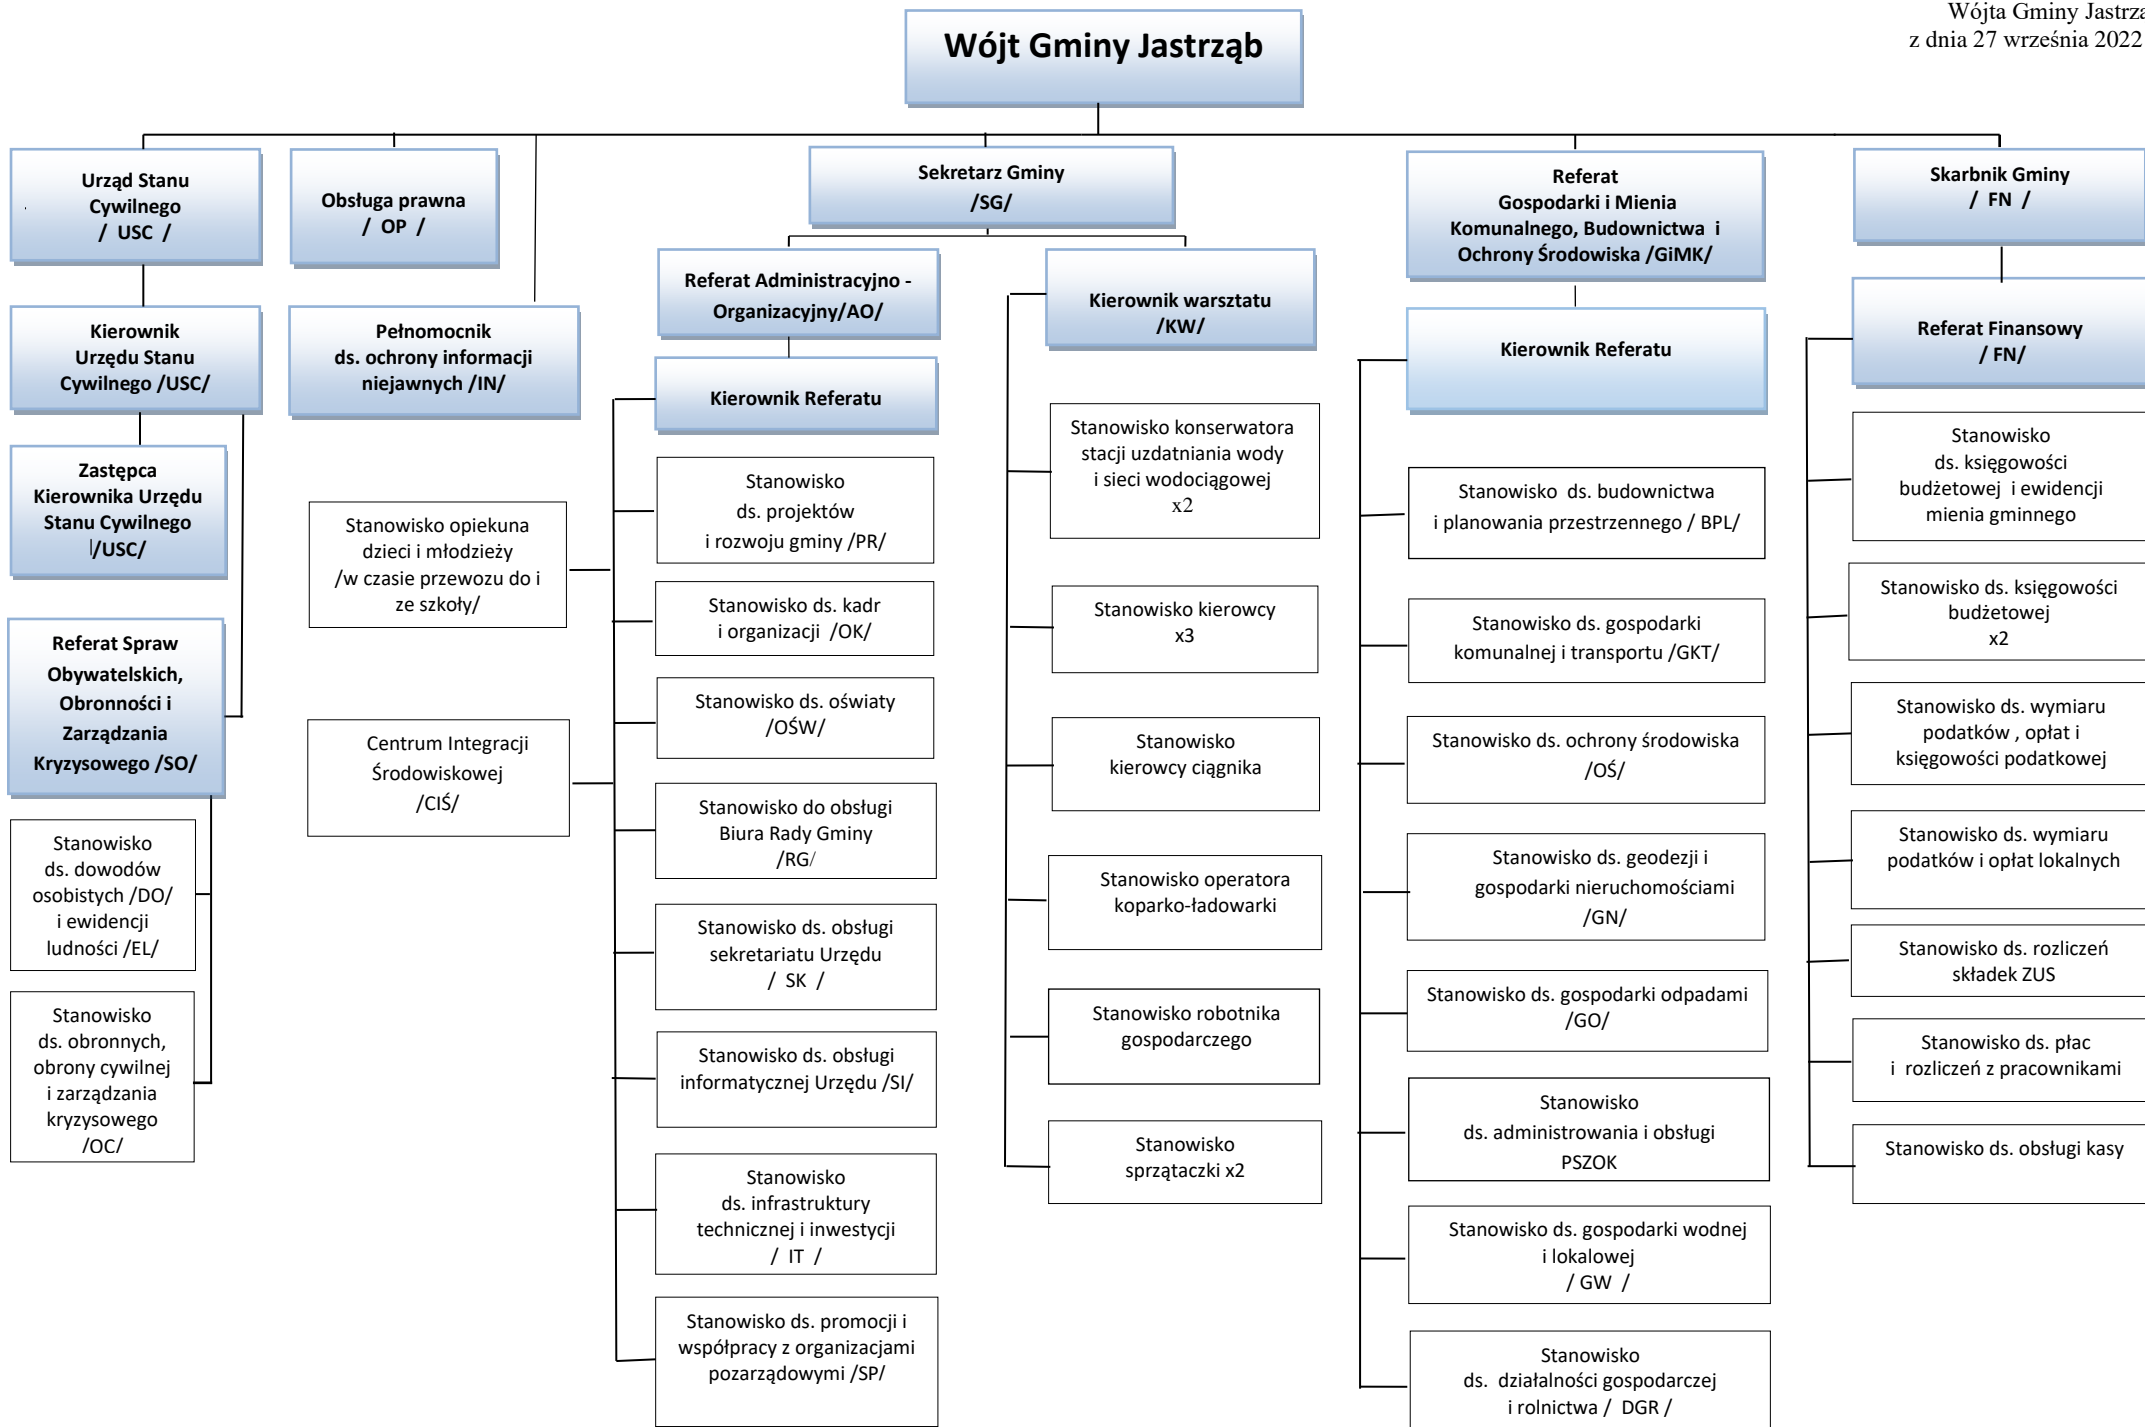 Wójta Gminy Jastrzą
z dnia 27 września 2022
Wójt Gminy Jastrząb
Urząd Stanu
Cywilnego
/ USC /
Obsługa prawna
/ OP /
Sekretarz Gminy
/SG/
Referat
Gospodarki i Mienia
Komunalnego, Budownictwa i
Ochrony Środowiska /GiMK/
Skarbnik Gminy
/ FN /
Kierownik
Urzędu Stanu
Cywilnego /USC/
Pełnomocnik
ds. ochrony informacji
niejawnych /IN/
Referat Administracyjno -
Organizacyjny/AO/
Kierownik warsztatu
/KW/
Kierownik Referatu
Referat Finansowy
/ FN/
Zastępca
Kierownika Urzędu
Stanu Cywilnego
/USC/
Referat Spraw
Obywatelskich,
Obronności i
Zarządzania
Kryzysowego /SO/
Stanowisko
ds. dowodów
osobistych /DO/
i ewidencji
ludności /EL/
Stanowisko
ds. obronnych,
obrony cywilnej
i zarządzania
kryzysowego
/OC/
Stanowisko opiekuna
dzieci i młodzieży
/w czasie przewozu do i
ze szkoły/
Centrum Integracji
Środowiskowej
/CIŚ/
Kierownik Referatu
Stanowisko
ds. projektów
i rozwoju gminy /PR/
Stanowisko ds. kadr
i organizacji /OK/
Stanowisko ds. oświaty
/OŚW/
Stanowisko do obsługi
Biura Rady Gminy
/RG/
Stanowisko ds. obsługi
sekretariatu Urzędu
/ SK /
Stanowisko ds. obsługi
informatycznej Urzędu /SI/
Stanowisko
ds. infrastruktury
technicznej i inwestycji
/ IT /
Stanowisko ds. promocji i
współpracy z organizacjami
pozarządowymi /SP/
Stanowisko konserwatora
stacji uzdatniania wody
i sieci wodociągowej
x2
Stanowisko kierowcy
x3
Stanowisko
kierowcy ciągnika
Stanowisko operatora
koparko-ładowarki
Stanowisko robotnika
gospodarczego
Stanowisko
sprzątaczki x2
Stanowisko ds. budownictwa
i planowania przestrzennego / BPL/
Stanowisko ds. gospodarki
komunalnej i transportu /GKT/
Stanowisko ds. ochrony środowiska
/OŚ/
Stanowisko ds. geodezji i
gospodarki nieruchomościami
/GN/
Stanowisko ds. gospodarki odpadami
/GO/
Stanowisko
ds. administrowania i obsługi
PSZOK
Stanowisko ds. gospodarki wodnej
i lokalowej
/ GW /
Stanowisko
ds. działalności gospodarczej
i rolnictwa / DGR /
Stanowisko
ds. księgowości
budżetowej i ewidencji
mienia gminnego
Stanowisko ds. księgowości
budżetowej
x2
Stanowisko ds. wymiaru
podatków , opłat i
księgowości podatkowej
Stanowisko ds. wymiaru
podatków i opłat lokalnych
Stanowisko ds. rozliczeń
składek ZUS
Stanowisko ds. płac
i rozliczeń z pracownikami
Stanowisko ds. obsługi kasy